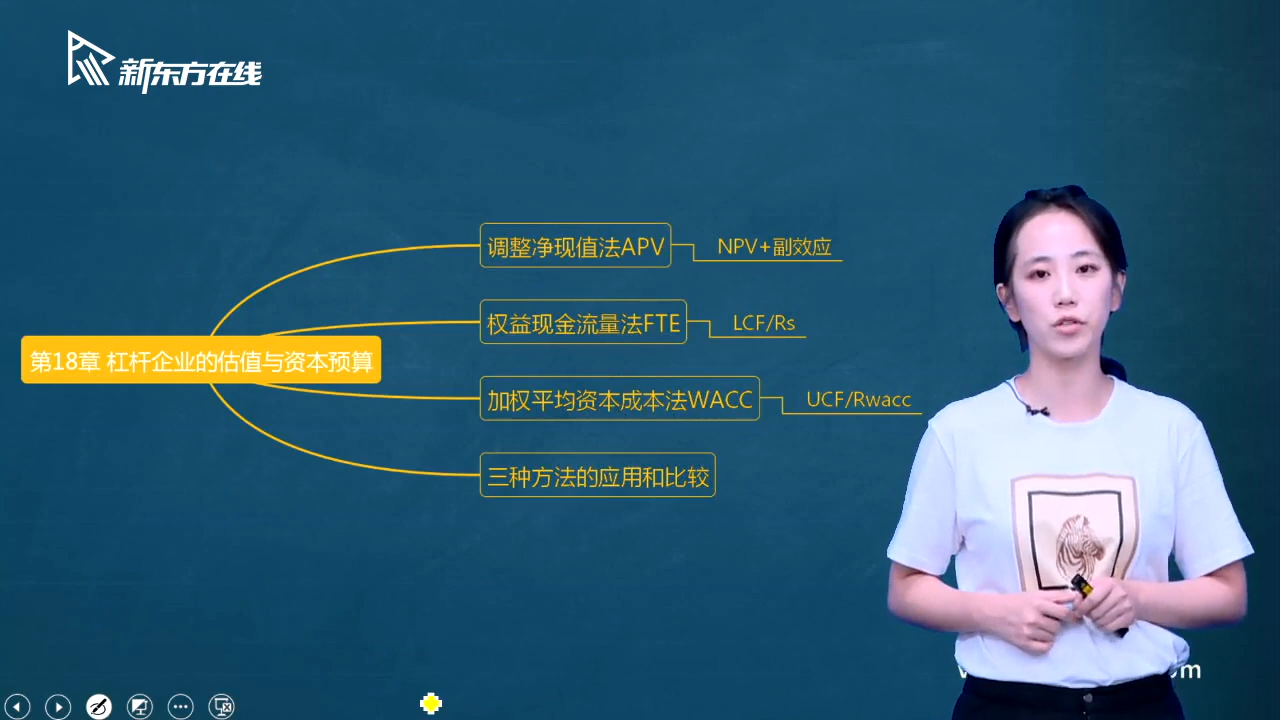 新东方在线
调整净现值法APV
NPV+副效应
权益现金流量法FTE
LCF/Rs
第18章 杠杆企业的估值与资本预算
加权平均资本成本法WACC
UCF/Rwacc
三种方法的应用和比较